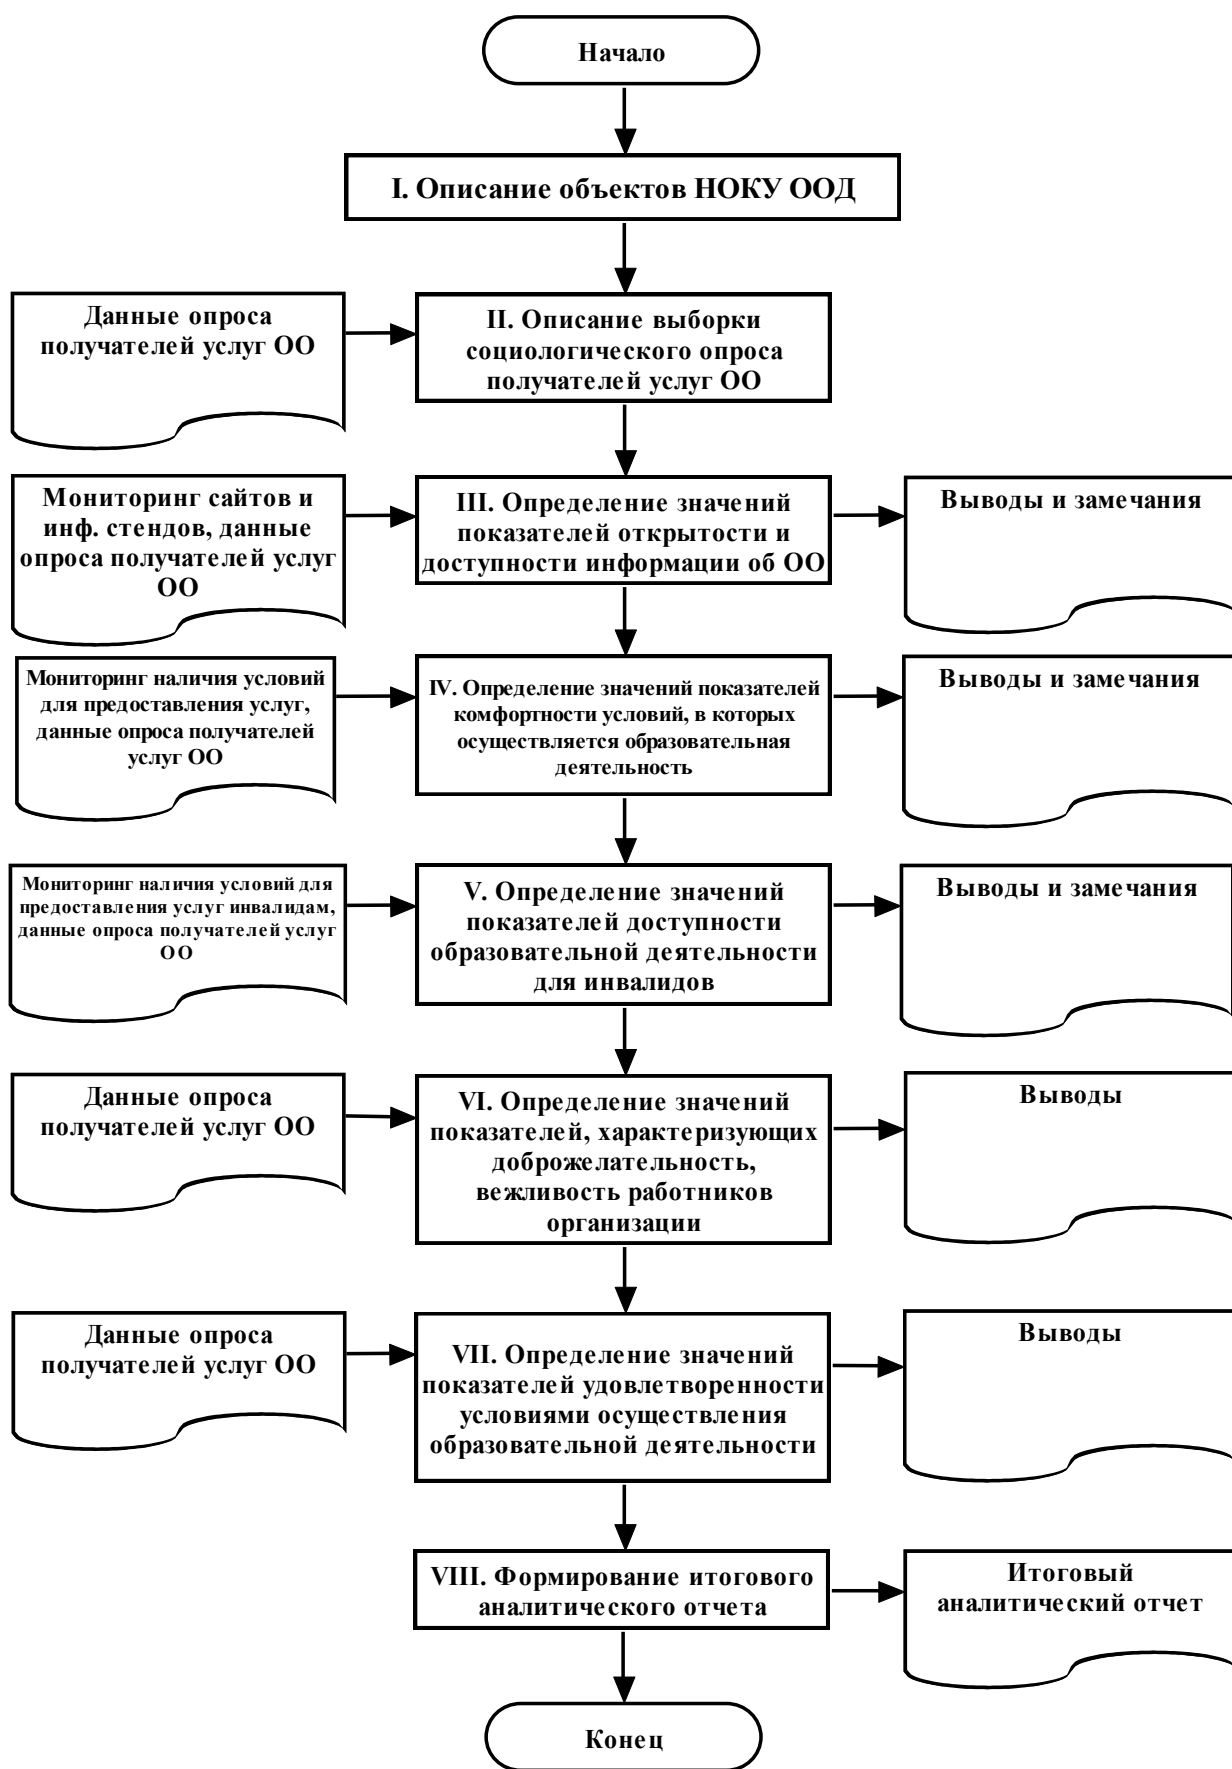 Начало
I. Описание объектов НОКУ ООД
Данные опроса
получателей услуг ОО
II. Описание выборки
социологического опроса
получателей услуг ОО
Мониторинг сайтов и
инф. стендов, данные
опроса получателей услуг
ОО
III. Определение значений
показателей открытости и
доступности информации об ОО
Выводы и замечания
Мониторинг наличия условий
для предоставления услуг,
данные опроса получателей
услуг ОО
IV. Определение значений показателей
комфортности условий, в которых
осуществляется образовательная
деятельность
Выводы и замечания
Мониторинг наличия условий для
предоставления услуг инвалидам,
данные опроса получателей услуг
ОО
V. Определение значений
показателей доступности
образовательной деятельности
для инвалидов
Выводы и замечания
Данные опроса
получателей услуг ОО
VI. Определение значений
показателей, характеризующих
доброжелательность,
вежливость работников
организации
Выводы
Данные опроса
получателей услуг ОО
VII. Определение значений
показателей удовлетворенности
условиями осуществления
образовательной деятельности
Выводы
VIII. Формирование итогового
аналитического отчета
Итоговый
аналитический отчет
Конец